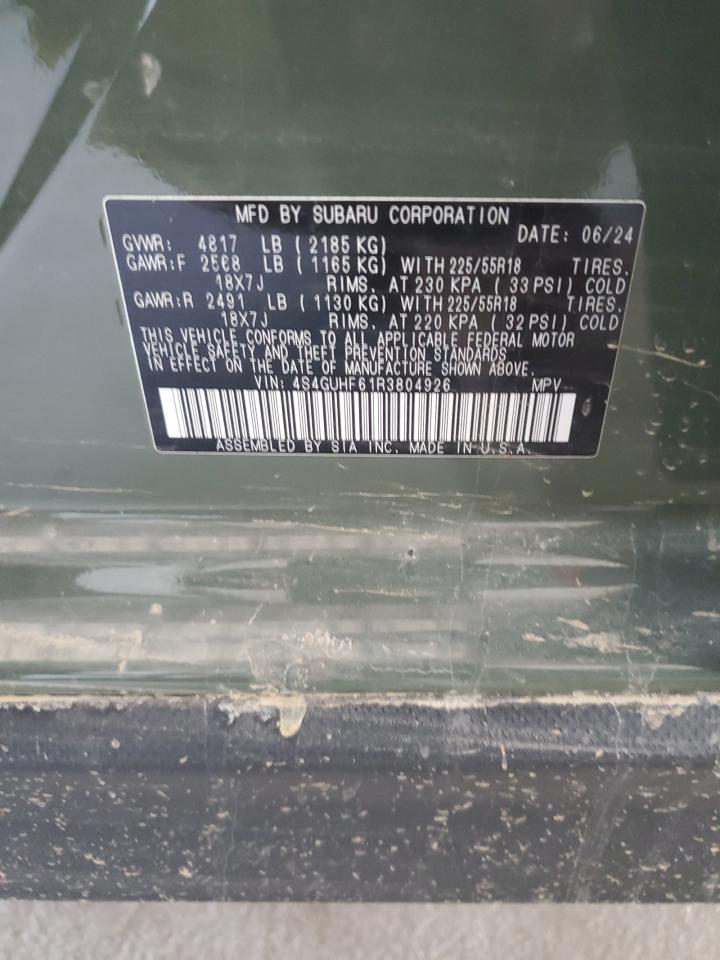 MFD BY SUBARU CORPORATION
DATE: 06/24
GVWR: 4817 LB ( 2185 KG)
GAWR:F 2568 LB ( 1165 KG) WITH 225/55R18 TIRES.
18X7J RIMS. AT 230 KPA ( 33 PSI) COLD
GAWR:R 2491 LB ( 1130 KG) WITH 225/55R18 TIRES.
18X7J RIMS. AT 220 KPA ( 32 PSI) COLD
THIS VEHICLE CONFORMS TO ALL APPLICABLE FEDERAL MOTOR
VEHICLE SAFETY AND THEFT PREVENTION STANDARDS
IN EFFECT ON THE DATE OF MANUFACTURE SHOWN ABOVE.
VIN: 4S4GUHF61R3804926 MPV
ASSEMBLED BY SIA INC. MADE IN U.S.A.